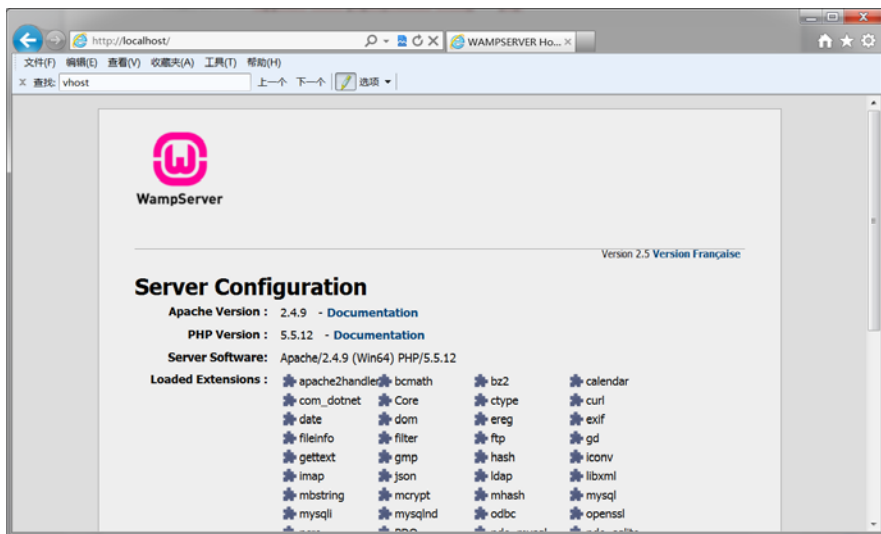 http://localhost/
WAMPSERVER Ho...
文件(F) 编辑(E) 查看(V) 收藏夹(A) 工具(T) 帮助(H)
查找: vhost 上一个 下一个 选项
WampServer
Version 2.5 Version Française
Server Configuration
Apache Version : 2.4.9 - Documentation
PHP Version : 5.5.12 - Documentation
Server Software: Apache/2.4.9 (Win64) PHP/5.5.12
Loaded Extensions : apache2handler bcmath bz2 calendar
com_dotnet Core ctype curl
date dom ereg exif
fileinfo filter ftp gd
gettext gmp hash iconv
imap json ldap libxml
mbstring mcrypt mhash mysql
mysqli mysqlnd odbc openssl